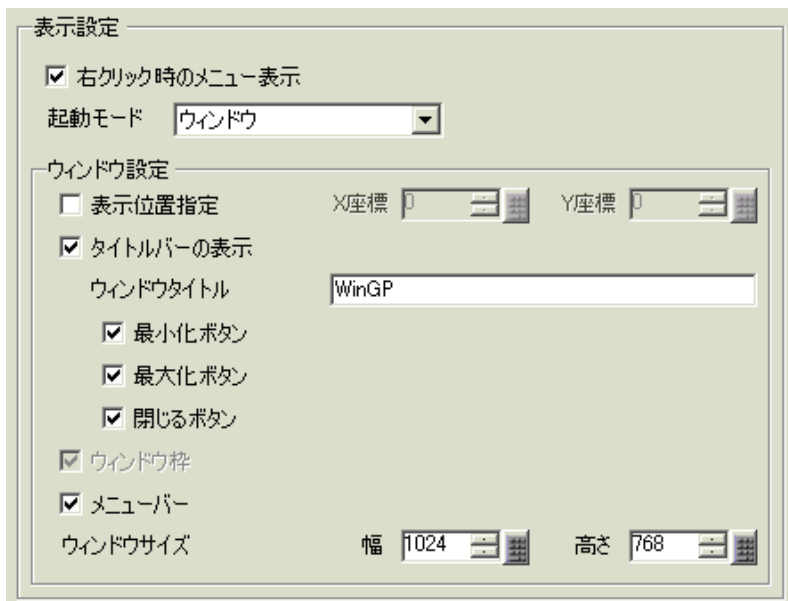 表示設定
右クリック時のメニュー表示
起動モード ウィンドウ
ウィンドウ設定
表示位置指定 X座標 0 Y座標 0
タイトルバーの表示
ウィンドウタイトル WinGP
最小化ボタン
最大化ボタン
閉じるボタン
ウィンドウ枠
メニューバー
ウィンドウサイズ 幅 1024 高さ 768